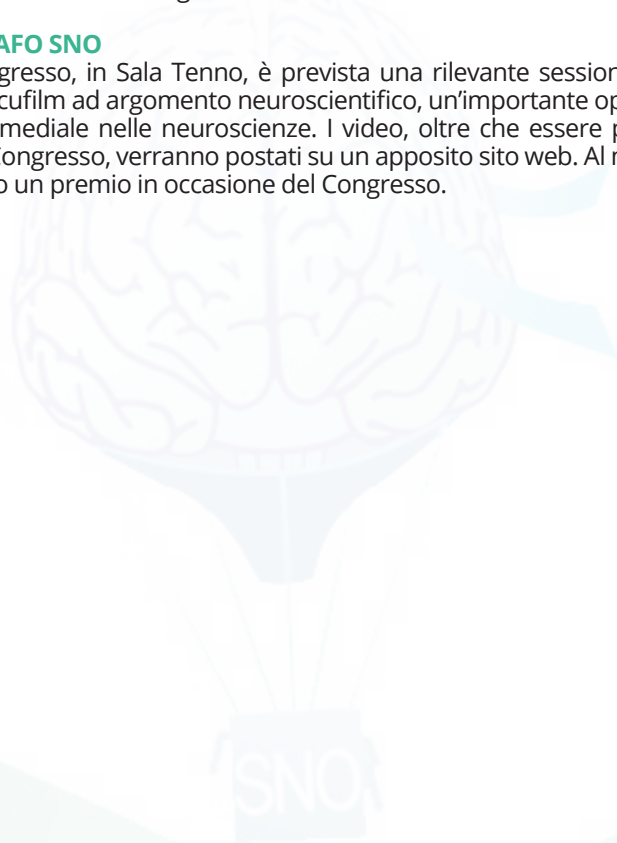 AFO SNO
gresso, in Sala Tenno, è prevista una rilevante session
cufilm ad argomento neuroscientifico, un'importante op
mediale nelle neuroscienze. I video, oltre che essere p
Congresso, verranno postati su un apposito sito web. Al m
o un premio in occasione del Congresso.
SNO